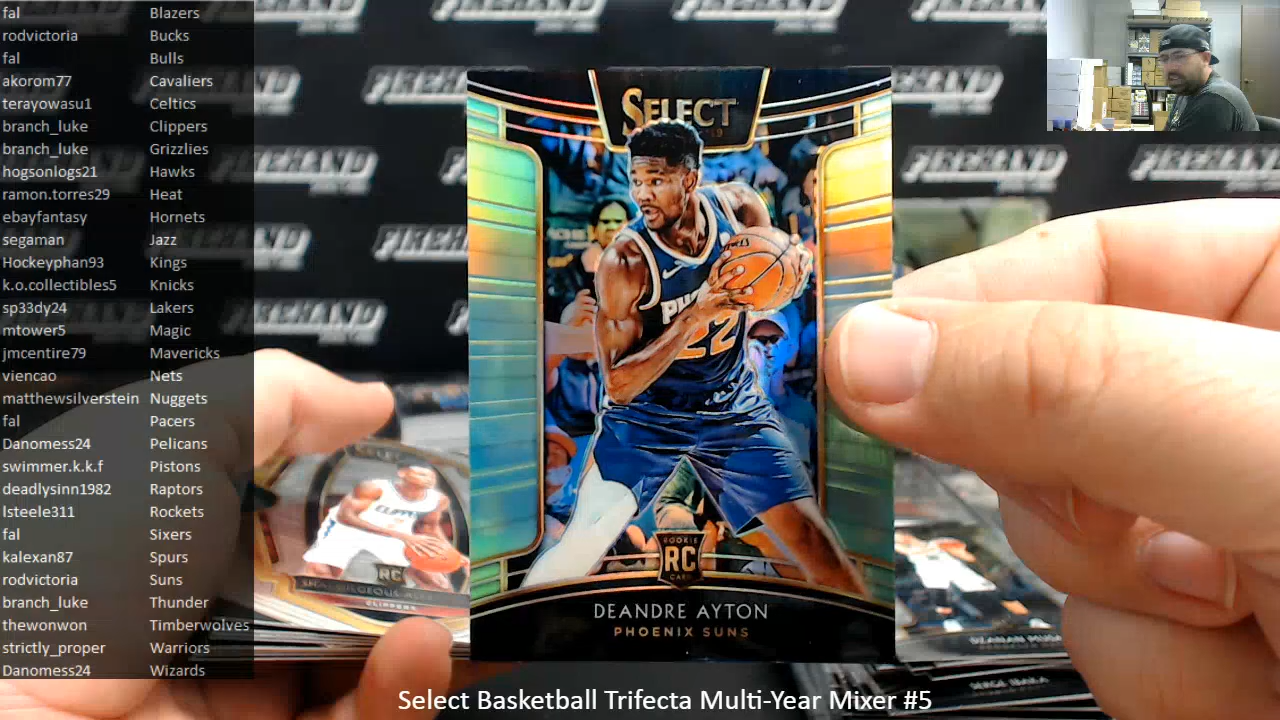 fal Blazers
rodvictoria Bucks
fal Bulls
akorom77 Cavaliers
terayowasu1 Celtics
branch_luke Clippers
branch_luke Grizzlies
hogsonlogs21 Hawks
ramon.torres29 Heat
ebayfantasy Hornets
segaman Jazz
Hockeyphan93 Kings
k.o.collectibles5 Knicks
sp33dy24 Lakers
mtower5 Magic
jmcentire79 Mavericks
viencao Nets
matthewsilverstein Nuggets
fal Pacers
Danomess24 Pelicans
swimmer.k.k.f Pistons
deadlysinn1982 Raptors
lsteele311 Rockets
fal Sixers
kalexan87 Spurs
rodvictoria Suns
branch_luke Thunder
thewonwon Timberwolves
strictly_proper Warriors
Danomess24 Wizards
SELECT
PH
22
ROOKIE
RC
CARD
DEANDRE AYTON
PHOENIX SUNS
FIREHAND
RC
CLIPPERS
SERGE IBAKA
Select Basketball Trifecta Multi-Year Mixer #5